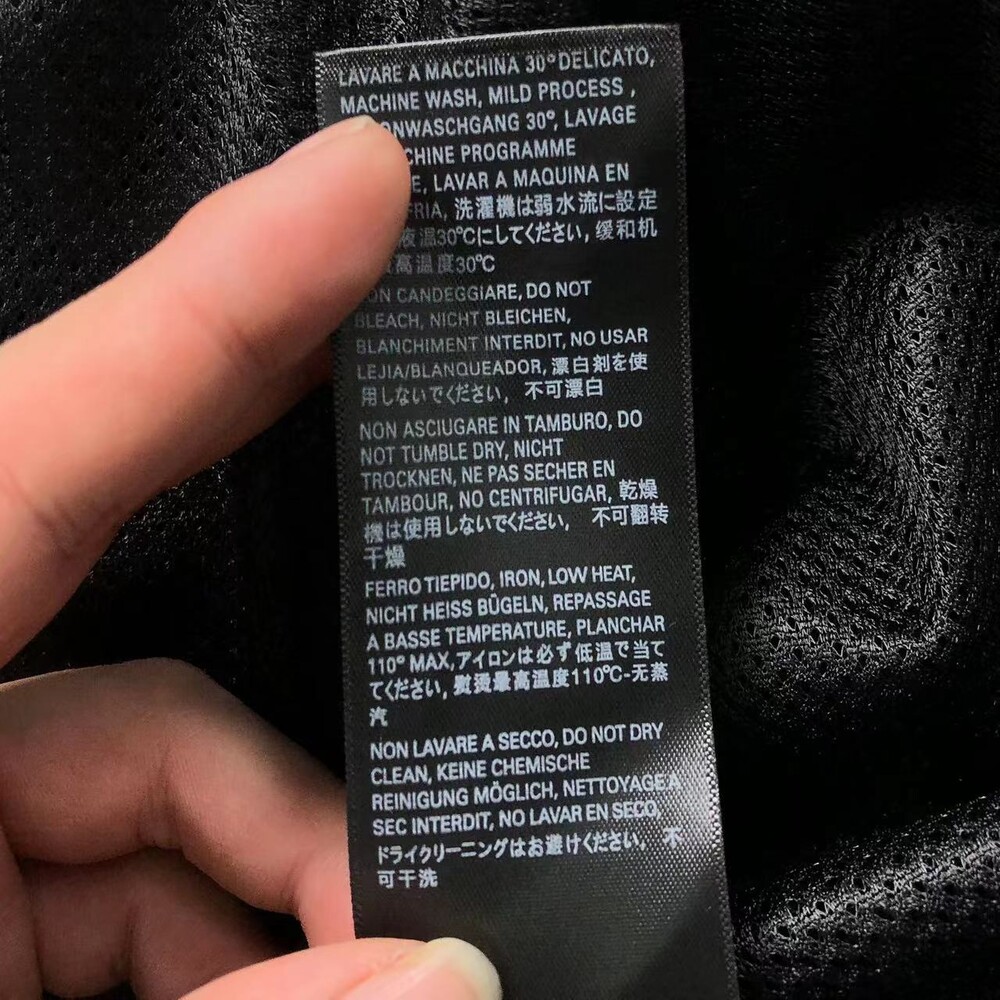 LAVARE A MACCHINA 30° DELICATO,
MACHINE WASH, MILD PROCESS ,
ONWASCHGANG 30°, LAVAGE
CHINE PROGRAMME
E, LAVAR A MAQUINA EN
FRIA, 洗濯機は弱水流に設定
液温30℃にしてください, 缓和机
高温度30℃
ON CANDEGGIARE, DO NOT
BLEACH, NICHT BLEICHEN,
BLANCHIMENT INTERDIT, NO USAR
LEJIA/BLANQUEADOR, 漂白剤を使
用しないでください, 不可漂白
NON ASCIUGARE IN TAMBURO, DO
NOT TUMBLE DRY, NICHT
TROCKNEN, NE PAS SECHER EN
TAMBOUR, NO CENTRIFUGAR, 乾燥
機は使用しないでください, 不可翻转
干燥
FERRO TIEPIDO, IRON, LOW HEAT,
NICHT HEISS BÜGELN, REPASSAGE
A BASSE TEMPERATURE, PLANCHAR
110° MAX, アイロンは必ず低温で当て
てください, 熨烫最高温度110℃-无蒸
汽
NON LAVARE A SECCO, DO NOT DRY
CLEAN, KEINE CHEMISCHE
REINIGUNG MÖGLICH, NETTOYAGE A
SEC INTERDIT, NO LAVAR EN SECO,
ドライクリーニングはお避けください, 不
可干洗